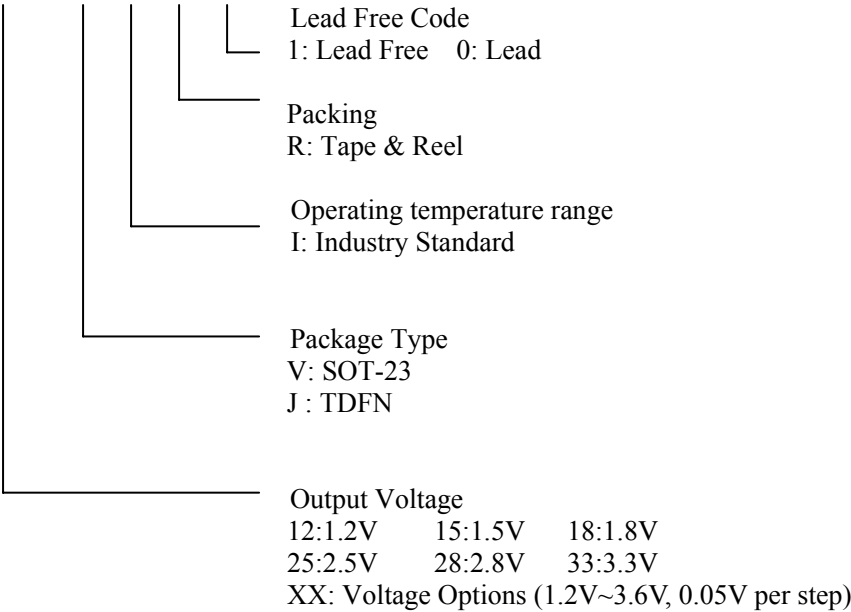 Lead Free Code
1: Lead Free 0: Lead
Packing
R: Tape & Reel
Operating temperature range
I: Industry Standard
Package Type
V: SOT-23
J : TDFN
Output Voltage
12:1.2V 15:1.5V 18:1.8V
25:2.5V 28:2.8V 33:3.3V
XX: Voltage Options (1.2V~3.6V, 0.05V per step)